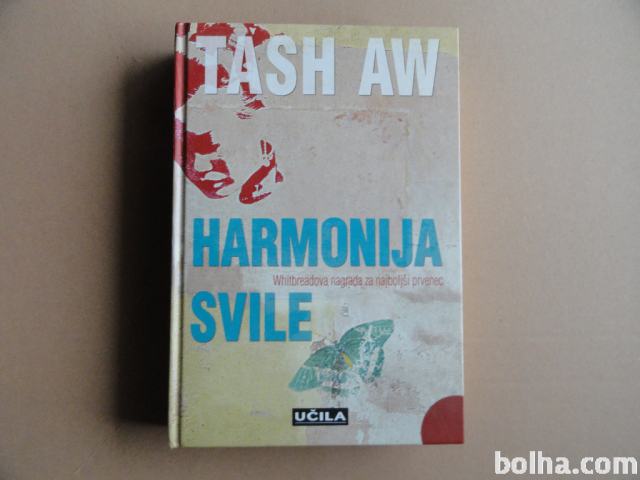 TASH AW
HARMONIJA
Whitbreadova nagrada za najboljši prvenec
SVILE
UČILA
bolha.com